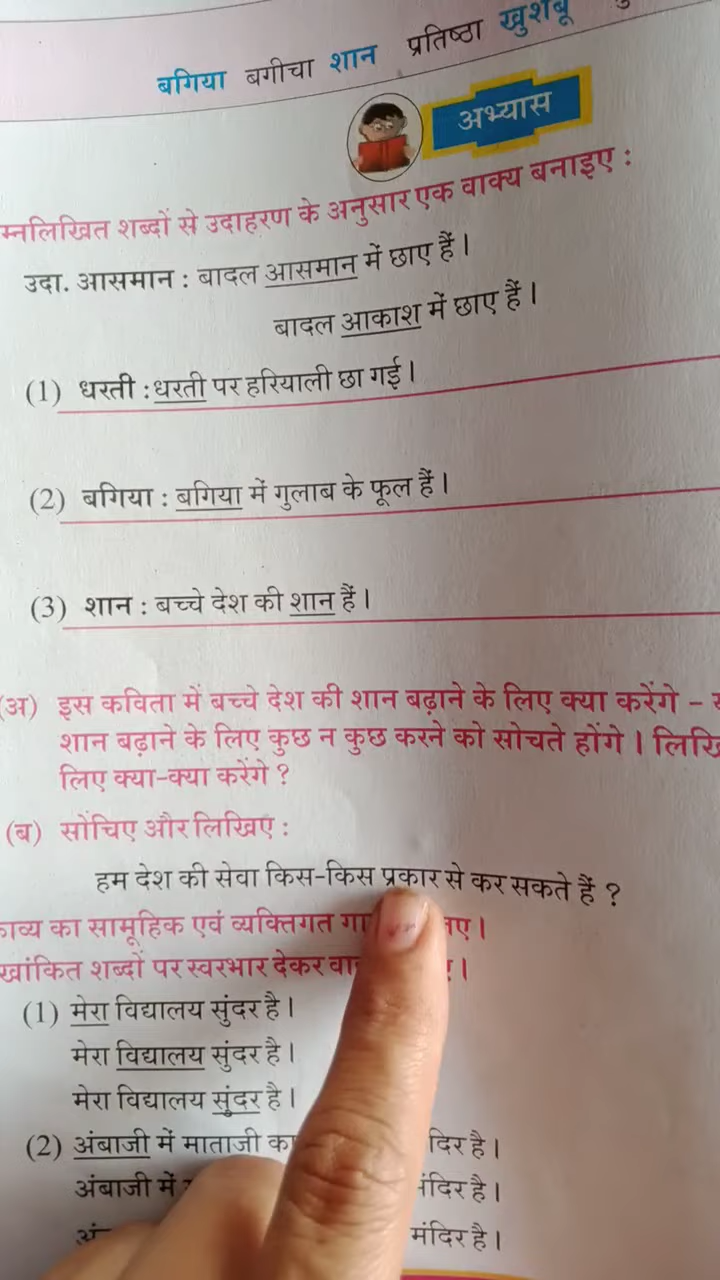 बगिया बगीचा शान प्रतिष्ठा खुशबू
अभ्यास
म्नलिखित शब्दों से उदाहरण के अनुसार एक वाक्य बनाइए :
उदा. आसमान : बादल आसमान में छाए हैं ।
बादल आकाश में छाए हैं ।
(1) धरती : धरती पर हरियाली छा गई ।
(2) बगिया : बगिया में गुलाब के फूल हैं ।
(3) शान : बच्चे देश की शान हैं ।
(अ) इस कविता में बच्चे देश की शान बढ़ाने के लिए क्या करेंगे –
शान बढ़ाने के लिए कुछ न कुछ करने को सोचते होंगे । लिखि
लिए क्या-क्या करेंगे ?
(ब) सोंचिए और लिखिए :
हम देश की सेवा किस-किस प्रकार से कर सकते हैं ?
काव्य का सामूहिक एवं व्यक्तिगत
खांकित शब्दों पर स्वरभार देकर
(1) मेरा विद्यालय सुंदर है ।
मेरा विद्यालय सुंदर है ।
मेरा विद्यालय सुंदर है ।
(2) अंबाजी में माताजी का दिर है ।
अंबाजी में मंदिर है ।
मंदिर है ।